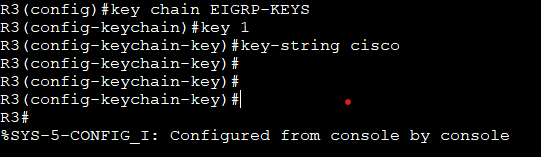 R3(config)#key chain EIGRP-KEYS
R3(config-keychain)#key 1
R3(config-keychain-key)#key-string cisco
R3(config-keychain-key)#
R3(config-keychain-key)#
R3(config-keychain-key)#
R3#
%SYS-5-CONFIG_I: Configured from console by console